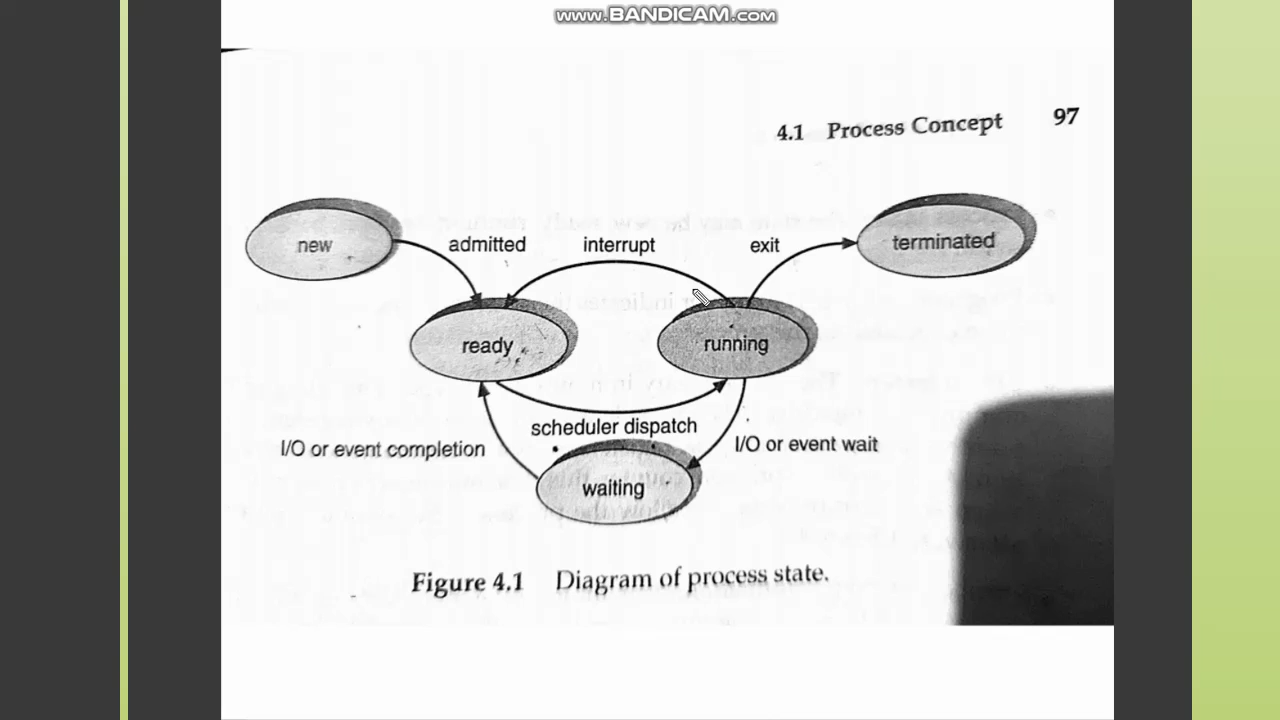 www.BANDICAM.com
4.1 Process Concept 97
new
admitted
interrupt
exit
terminated
ready
running
scheduler dispatch
I/O or event completion
I/O or event wait
waiting
Figure 4.1 Diagram of process state.